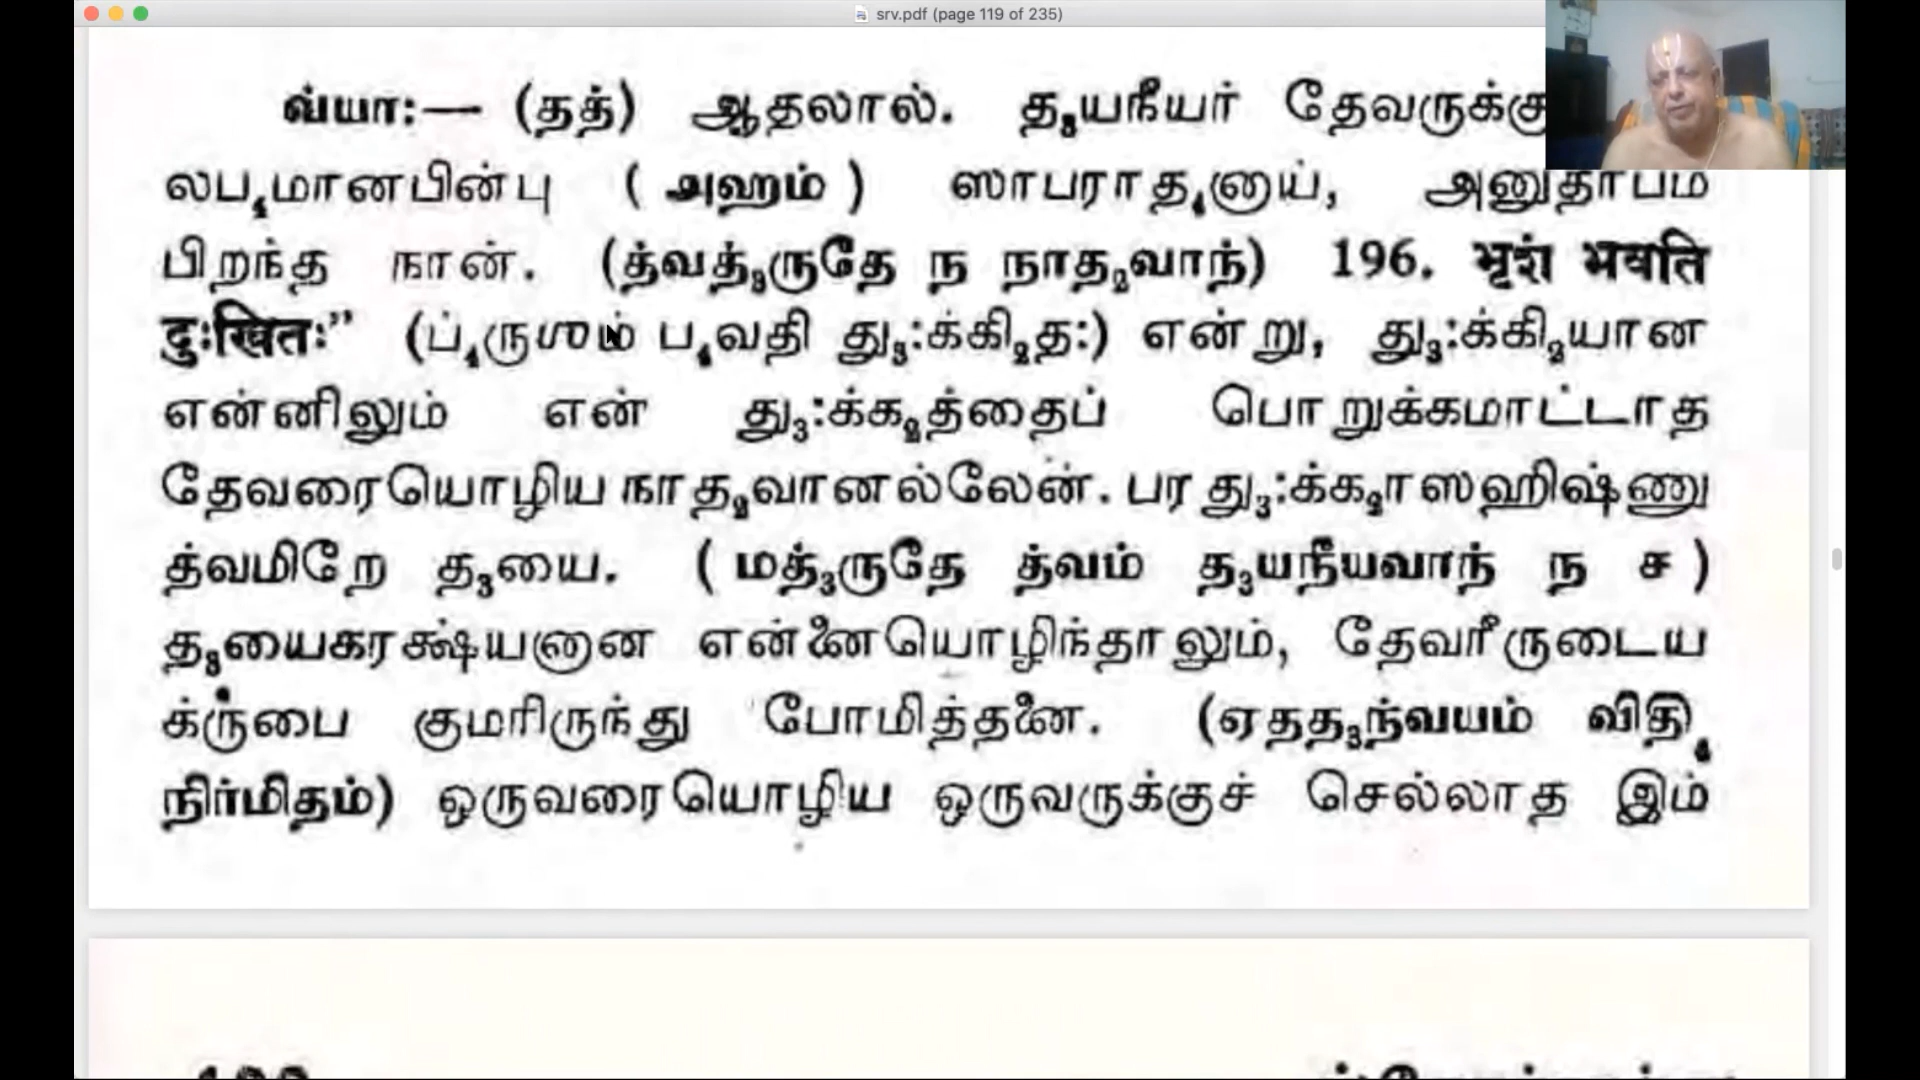 srv.pdf (page 119 of 235)
வ்யா:— (தத்) ஆதலால். த₃யநீயர் தேவருக்கு
லப₄மானபின்பு (அஹம்) ஸாபராத₄னுய், அனுதாபம்
பிறந்த நான். (த்வத்₃ருதே ந நாத₂வாந்) 196. भृशं भवति
दुःखितः” (ப்₄ருஶம் ப₄வதி து₃:க்கி₂த:) என்று, து₃:க்கி₂யான
என்னிலும் என் து₃:க்க₂த்தைப் பொறுக்கமாட்டாத
தேவரையொழிய நாத₂வானல்லேன். பர து₃:க்க₂ாஸஹிஷ்ணு
த்வமிறே த₃யை. (மத்₃ருதே த்வம் த₃யநீயவாந் ந ச)
த₃யைகரக்ஷ்யனான என்னையொழிந்தாலும், தேவரீருடைய
க்ருபை குமரிருந்து போமித்தனை. (ஏதத₃ந்வயம் விதி₄
நிர்மிதம்) ஒருவரையொழிய ஒருவருக்குச் செல்லாத இம்